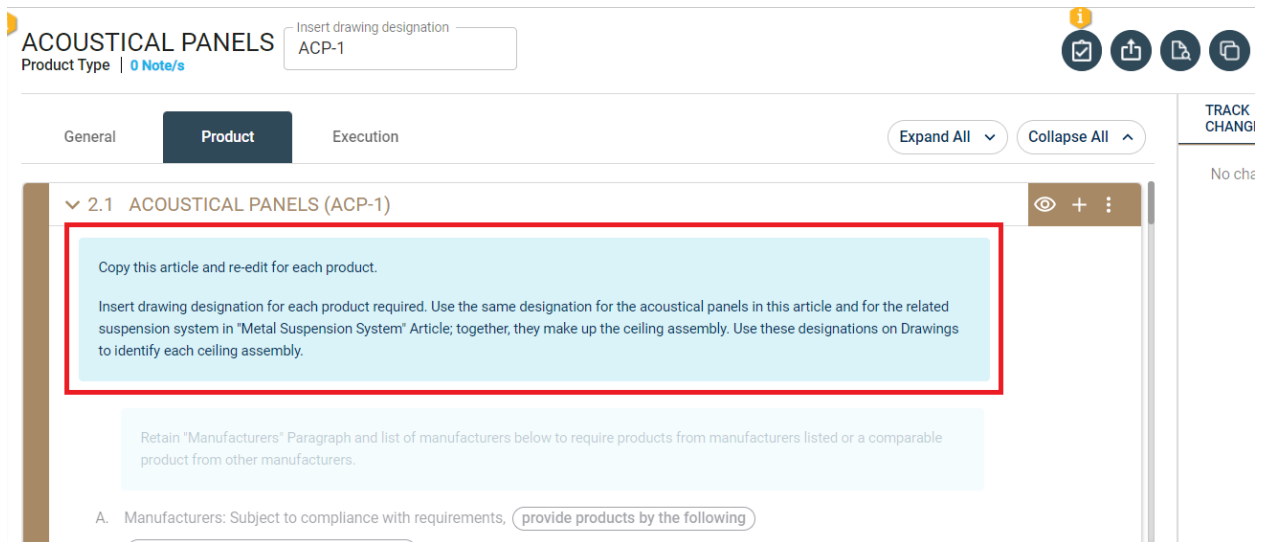 ACOUSTICAL PANELS
Insert drawing designation
ACP-1
Product Type | 0 Note/s
i
General
Product
Execution
Expand All
Collapse All
TRACK
No cha
2.1 ACOUSTICAL PANELS (ACP-1)
Copy this article and re-edit for each product.
Insert drawing designation for each product required. Use the same designation for the acoustical panels in this article and for the related
suspension system in "Metal Suspension System" Article; together, they make up the ceiling assembly. Use these designations on Drawings
to identify each ceiling assembly.
Retain "Manufacturers" Paragraph and list of manufacturers below to require products from manufacturers listed or a comparable
product from other manufacturers.
A. Manufacturers: Subject to compliance with requirements, provide products by the following